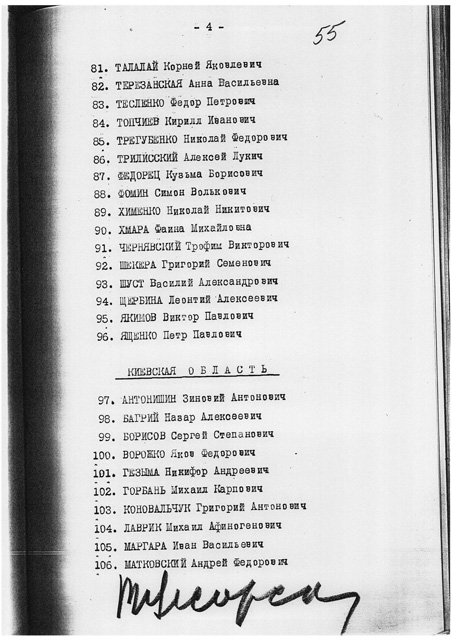 - 4 -
55
81. ТАЛАЛАЙ Корней Яковлевич
82. ТЕРЕЗАНСКАЯ Анна Васильевна
83. ТЕСЛЕНКО Федор Петрович
84. ТОПЧИЕВ Кирилл Иванович
85. ТРЕГУБЕНКО Николай Федорович
86. ТРИЛИССКИЙ Алексей Лукич
87. ФЕДОРЕЦ Кузьма Борисович
88. ФОМИН Симон Волькович
89. ХИМЕНКО Николай Никитович
90. ХМАРА Фаина Михайловна
91. ЧЕРНЯВСКИЙ Трофим Викторович
92. ШЕКЕРА Григорий Семенович
93. ШУСТ Василий Александрович
94. ЩЕРБИНА Леонтий Алексеевич
95. ЯКИМОВ Виктор Павлович
96. ЯЩЕНКО Петр Павлович
КИЕВСКАЯ ОБЛАСТЬ
97. АНТОНИШИН Зиновий Антонович
98. БАГРИЙ Назар Алексеевич
99. БОРИСОВ Сергей Степанович
100. ВОРОЖКО Яков Федорович
101. ГЕЗЫМА Никифор Андреевич
102. ГОРБАНЬ Михаил Карпович
103. КОНОВАЛЬЧУК Григорий Антонович
104. ЛАВРИК Михаил Афиногенович
105. МАРГАРА Иван Васильевич
106. МАТКОВСКИЙ Андрей Федорович